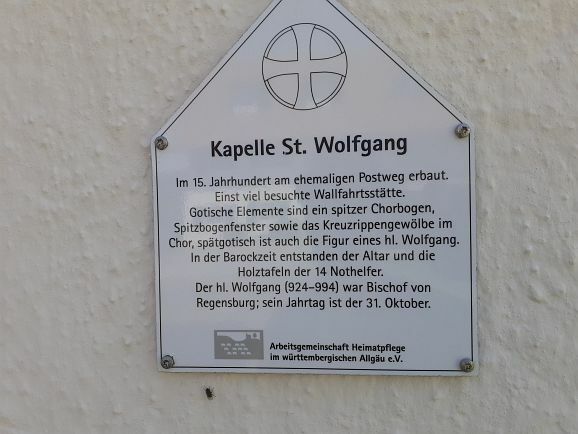 Kapelle St. Wolfgang
Im 15. Jahrhundert am ehemaligen Postweg erbaut.
Einst viel besuchte Wallfahrtsstätte.
Gotische Elemente sind ein spitzer Chorbogen,
Spitzbogenfenster sowie das Kreuzrippengewölbe im
Chor, spätgotisch ist auch die Figur eines hl. Wolfgang.
In der Barockzeit entstanden der Altar und die
Holztafeln der 14 Nothelfer.
Der hl. Wolfgang (924–994) war Bischof von
Regensburg; sein Jahrtag ist der 31. Oktober.
Arbeitsgemeinschaft Heimatpflege
im württembergischen Allgäu e.V.